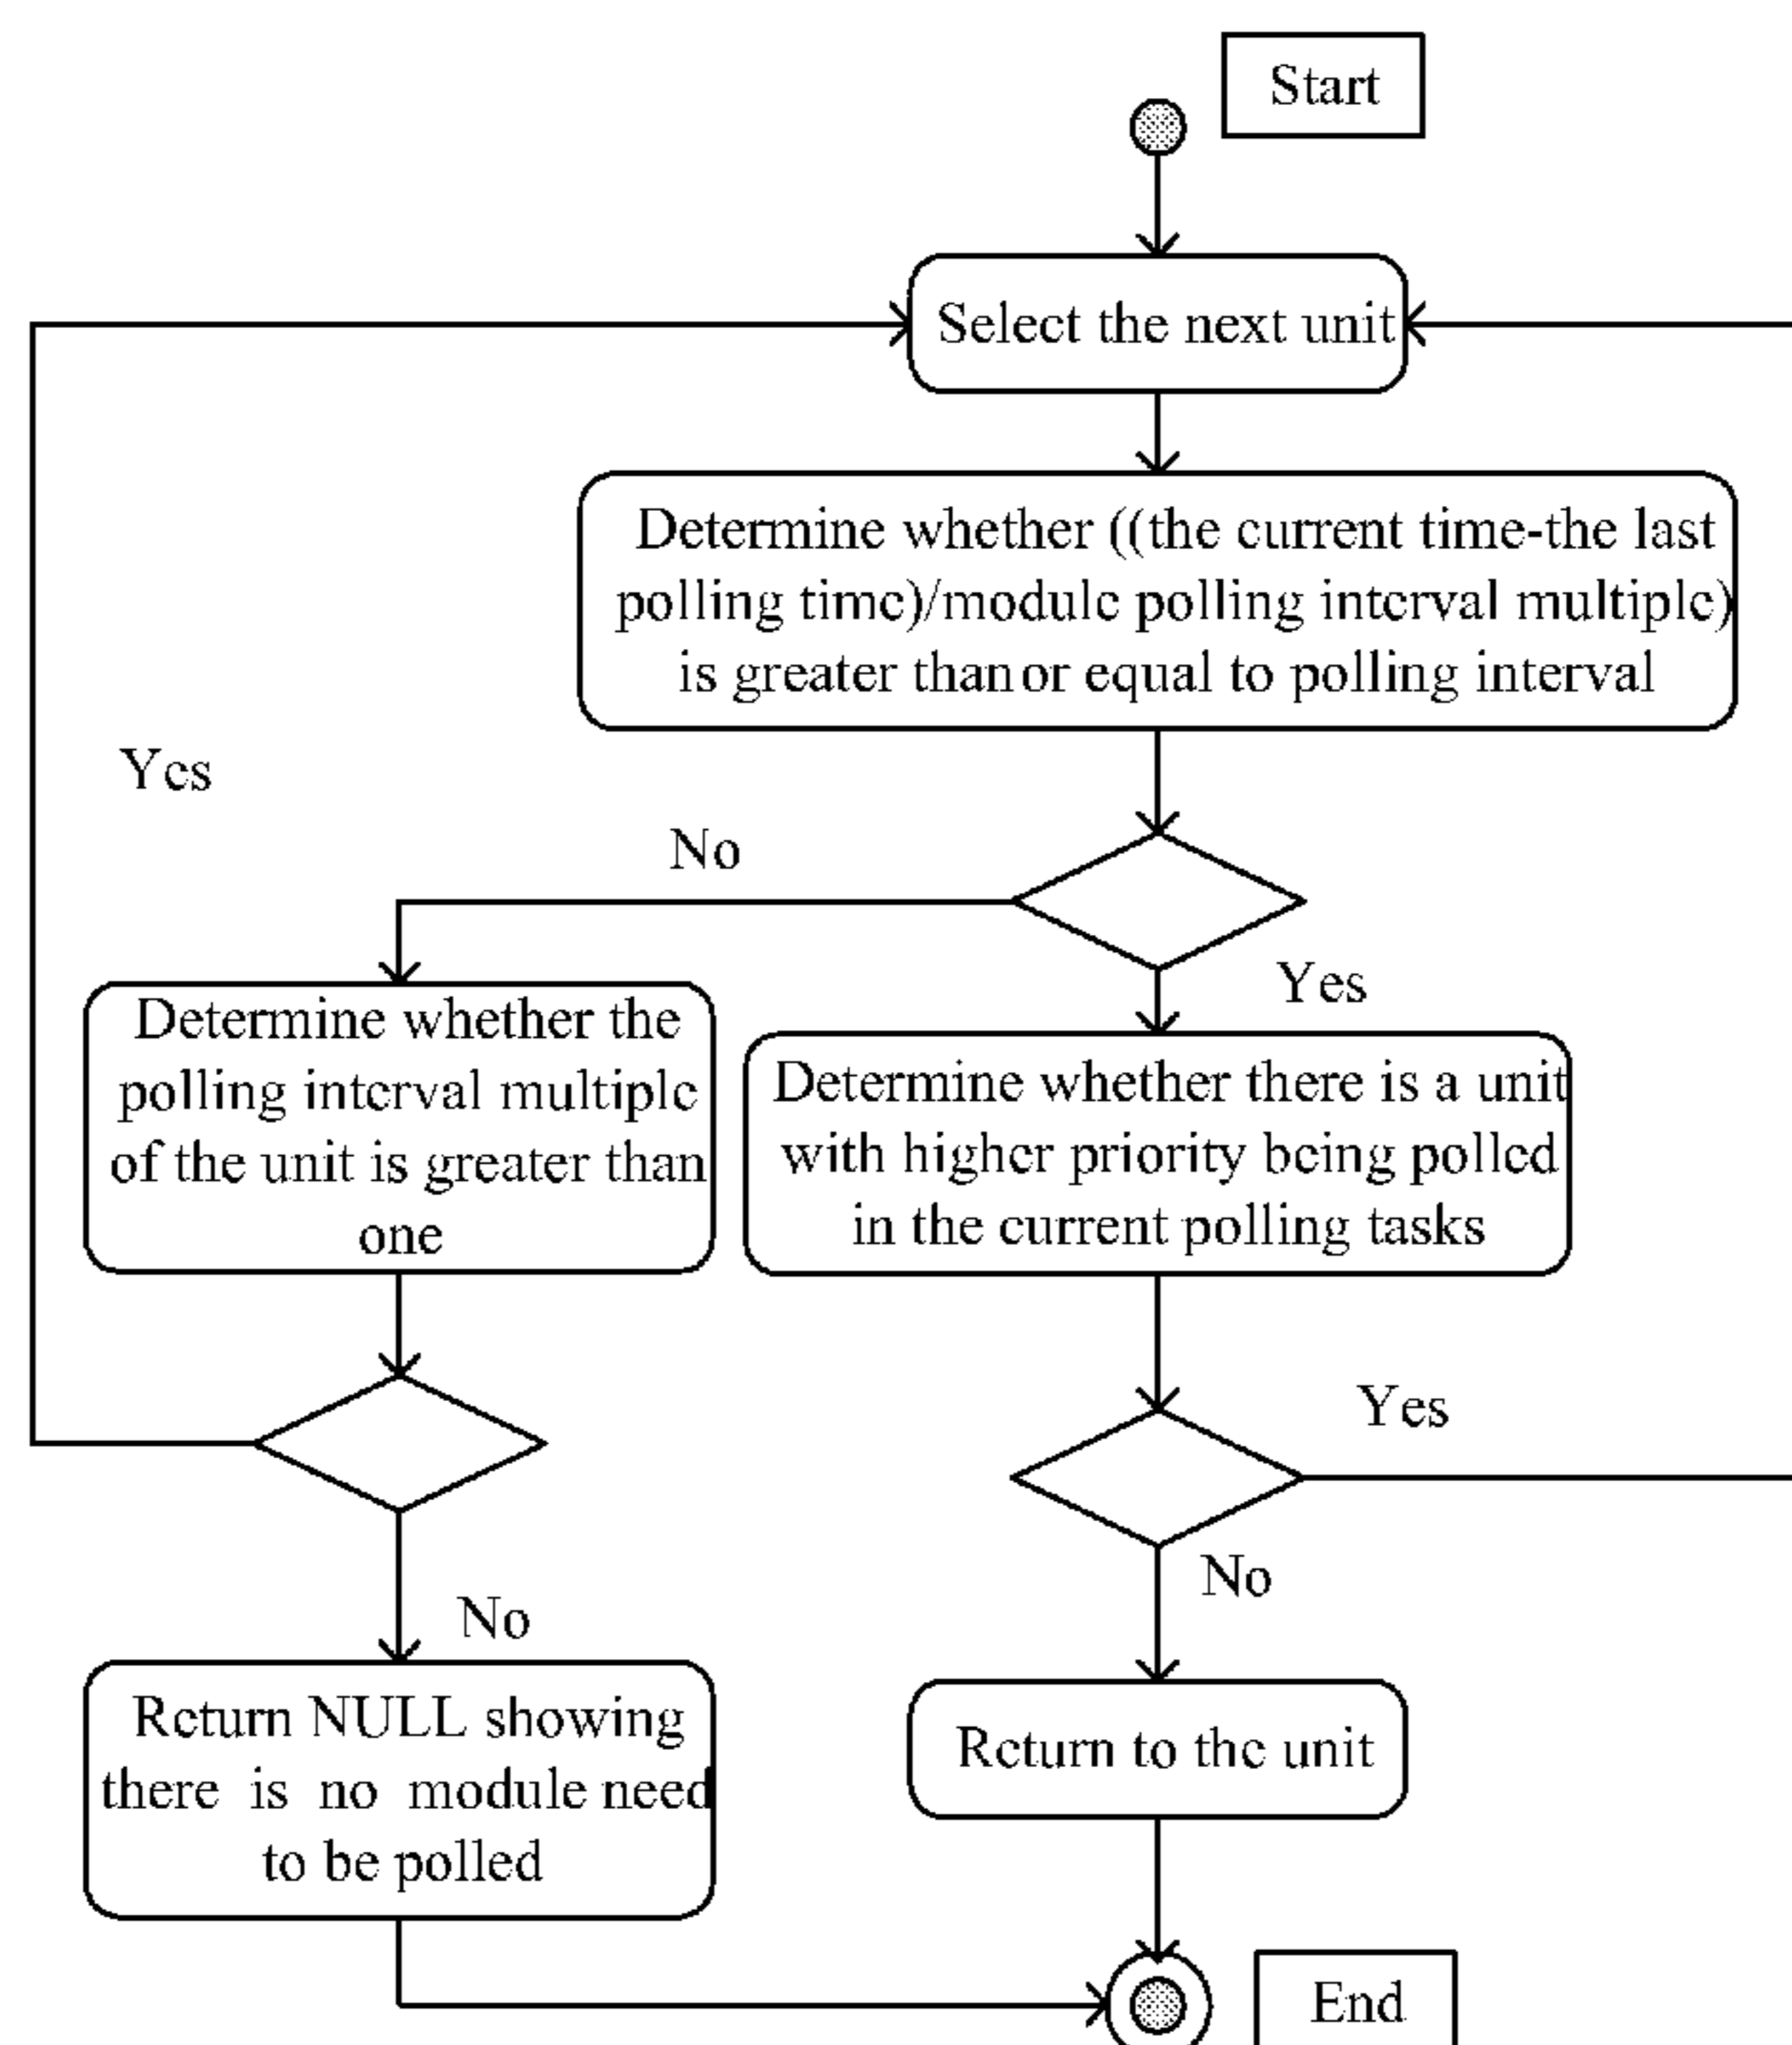 Start
Select the next unit
Determine whether ((the current time-the last
polling time)/module polling interval multiple)
is greater than or equal to polling interval
Yes
No
Yes
Determine whether the
polling interval multiple
of the unit is greater than
one
Determine whether there is a unit
with higher priority being polled
in the current polling tasks
Yes
No
No
Return NULL showing
there is no module need
to be polled
Return to the unit
End